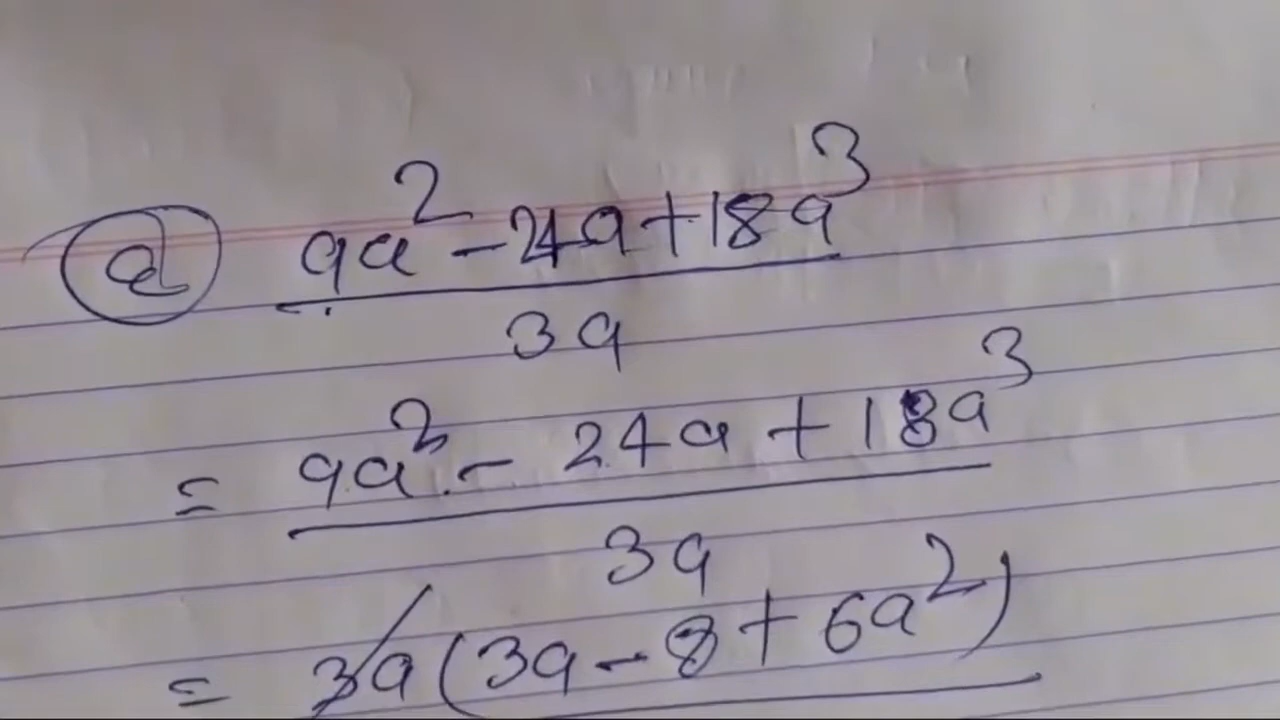 (a) 9a² - 24a + 18a³
3a
= 9a² - 24a + 18a³
3a
= 3a (3a - 8 + 6a²)